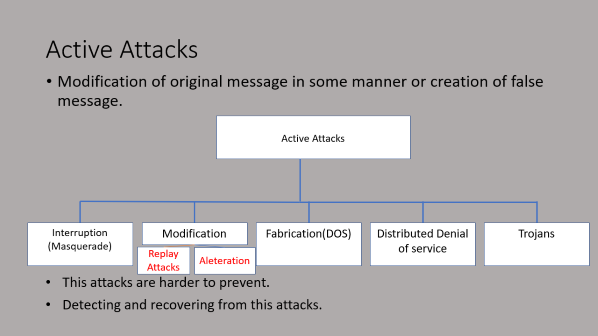 Active Attacks
• Modification of original message in some manner or creation of false
message.
Active Attacks
Interruption
(Masquerade)
Modification
Fabrication(DOS)
Distributed Denial
of service
Trojans
Replay
Attacks
Aleteration
• This attacks are harder to prevent.
• Detecting and recovering from this attacks.